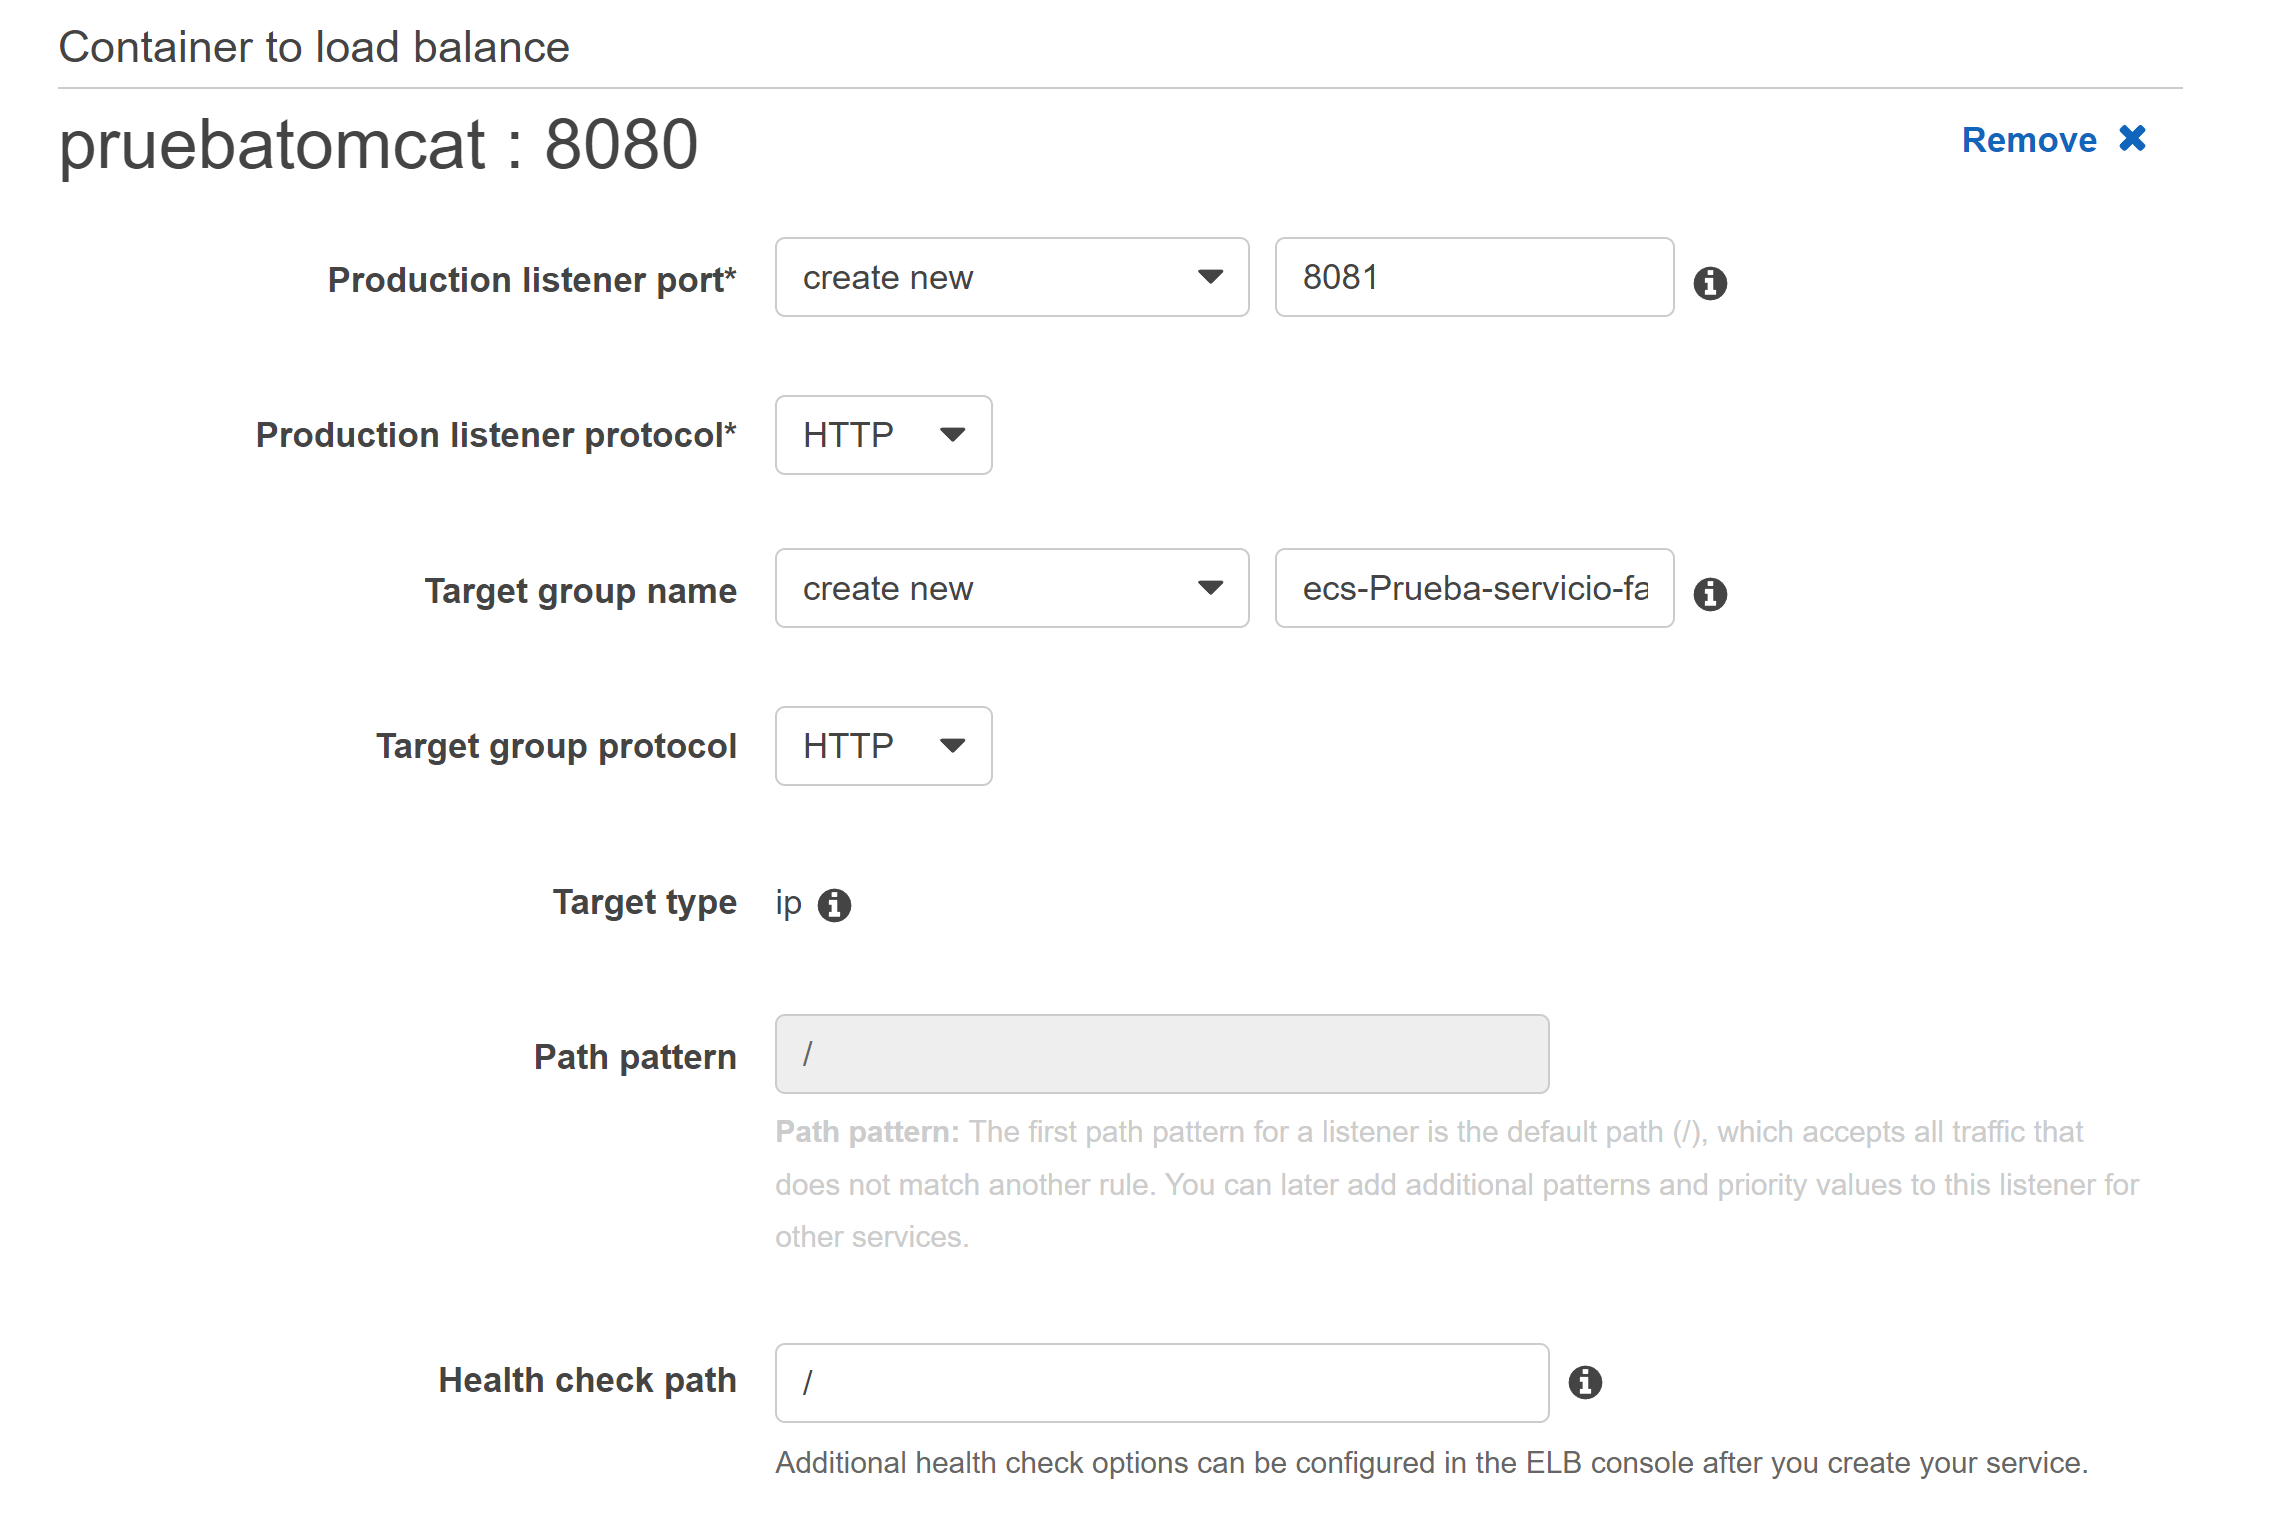 Container to load balance
pruebatomcat : 8080
Remove
Production listener port*
create new
8081
Production listener protocol*
HTTP
Target group name
create new
ecs-Prueba-servicio-fa
Target group protocol
HTTP
Target type
ip
Path pattern
/
Path pattern: The first path pattern for a listener is the default path (/), which accepts all traffic that
does not match another rule. You can later add additional patterns and priority values to this listener for
other services.
Health check path
/
Additional health check options can be configured in the ELB console after you create your service.